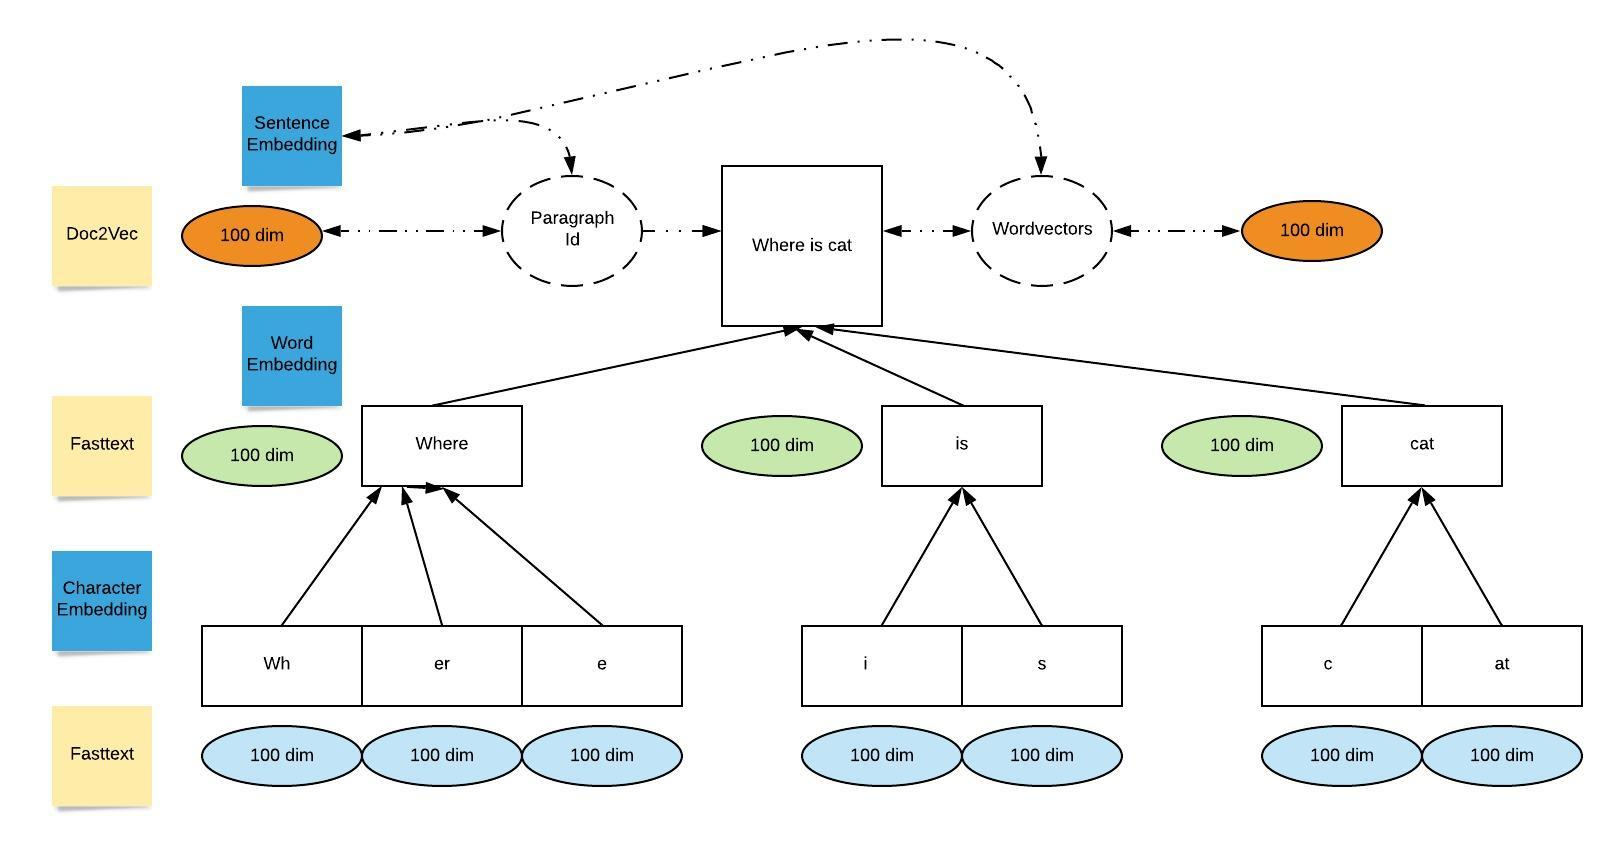 Sentence
Embedding
Doc2Vec
100 dim
Paragraph
Id
Where is cat
Wordvectors
100 dim
Word
Embedding
Fasttext
100 dim
Where
100 dim
is
100 dim
cat
Character
Embedding
Wh
er
e
i
s
c
at
Fasttext
100 dim
100 dim
100 dim
100 dim
100 dim
100 dim
100 dim